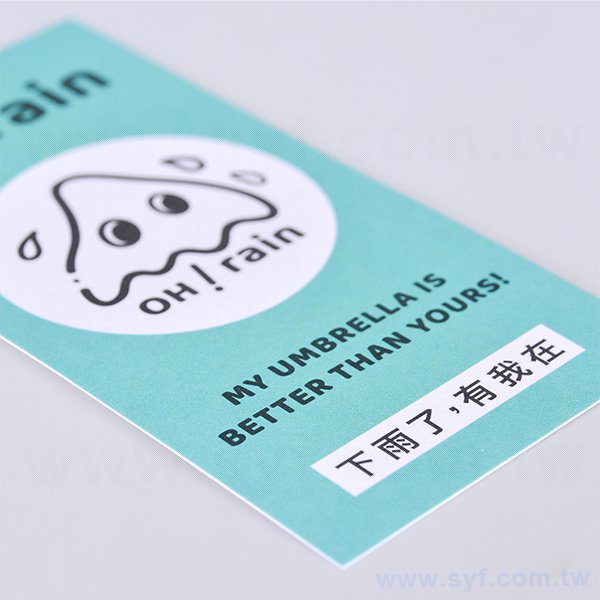 rain
OH! rain
MY UMBRELLA IS
BETTER THAN YOURS!
下雨了,有我在
www.syf.com.tw